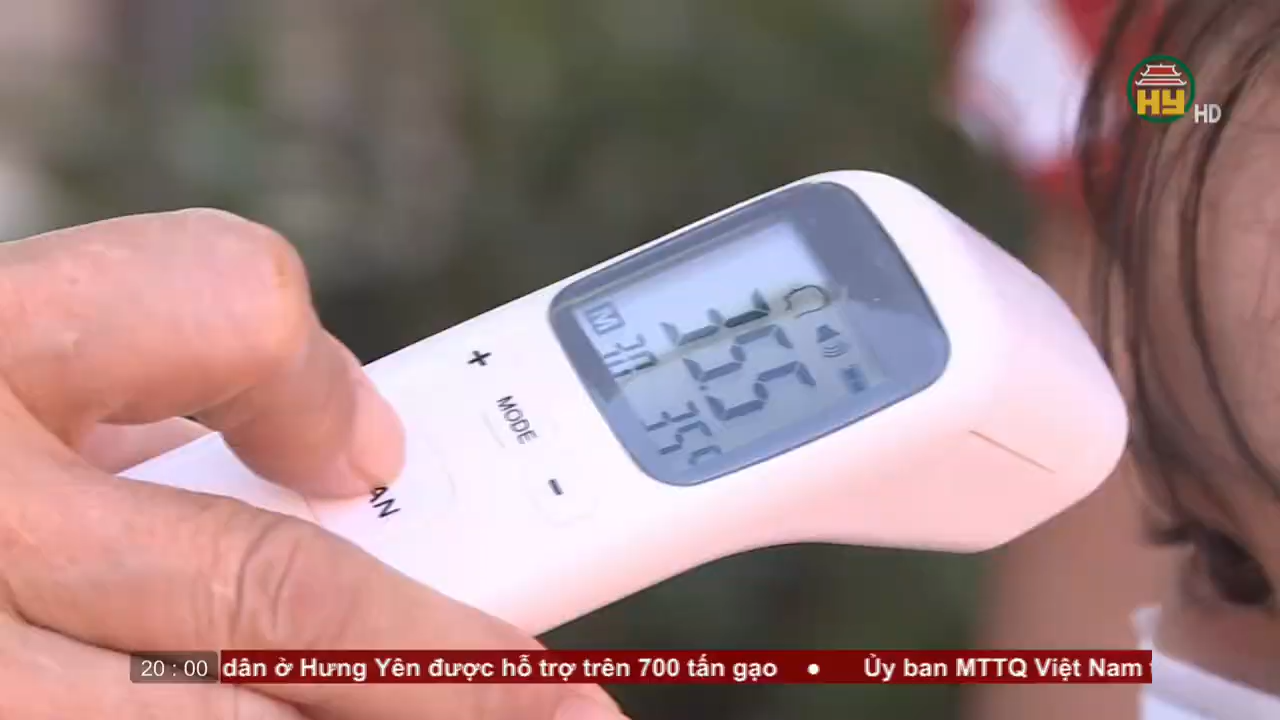 HY HD
M
+
MODE
-
AN
20 : 00 dân ở Hưng Yên được hỗ trợ trên 700 tấn gạo • Ủy ban MTTQ Việt Nam